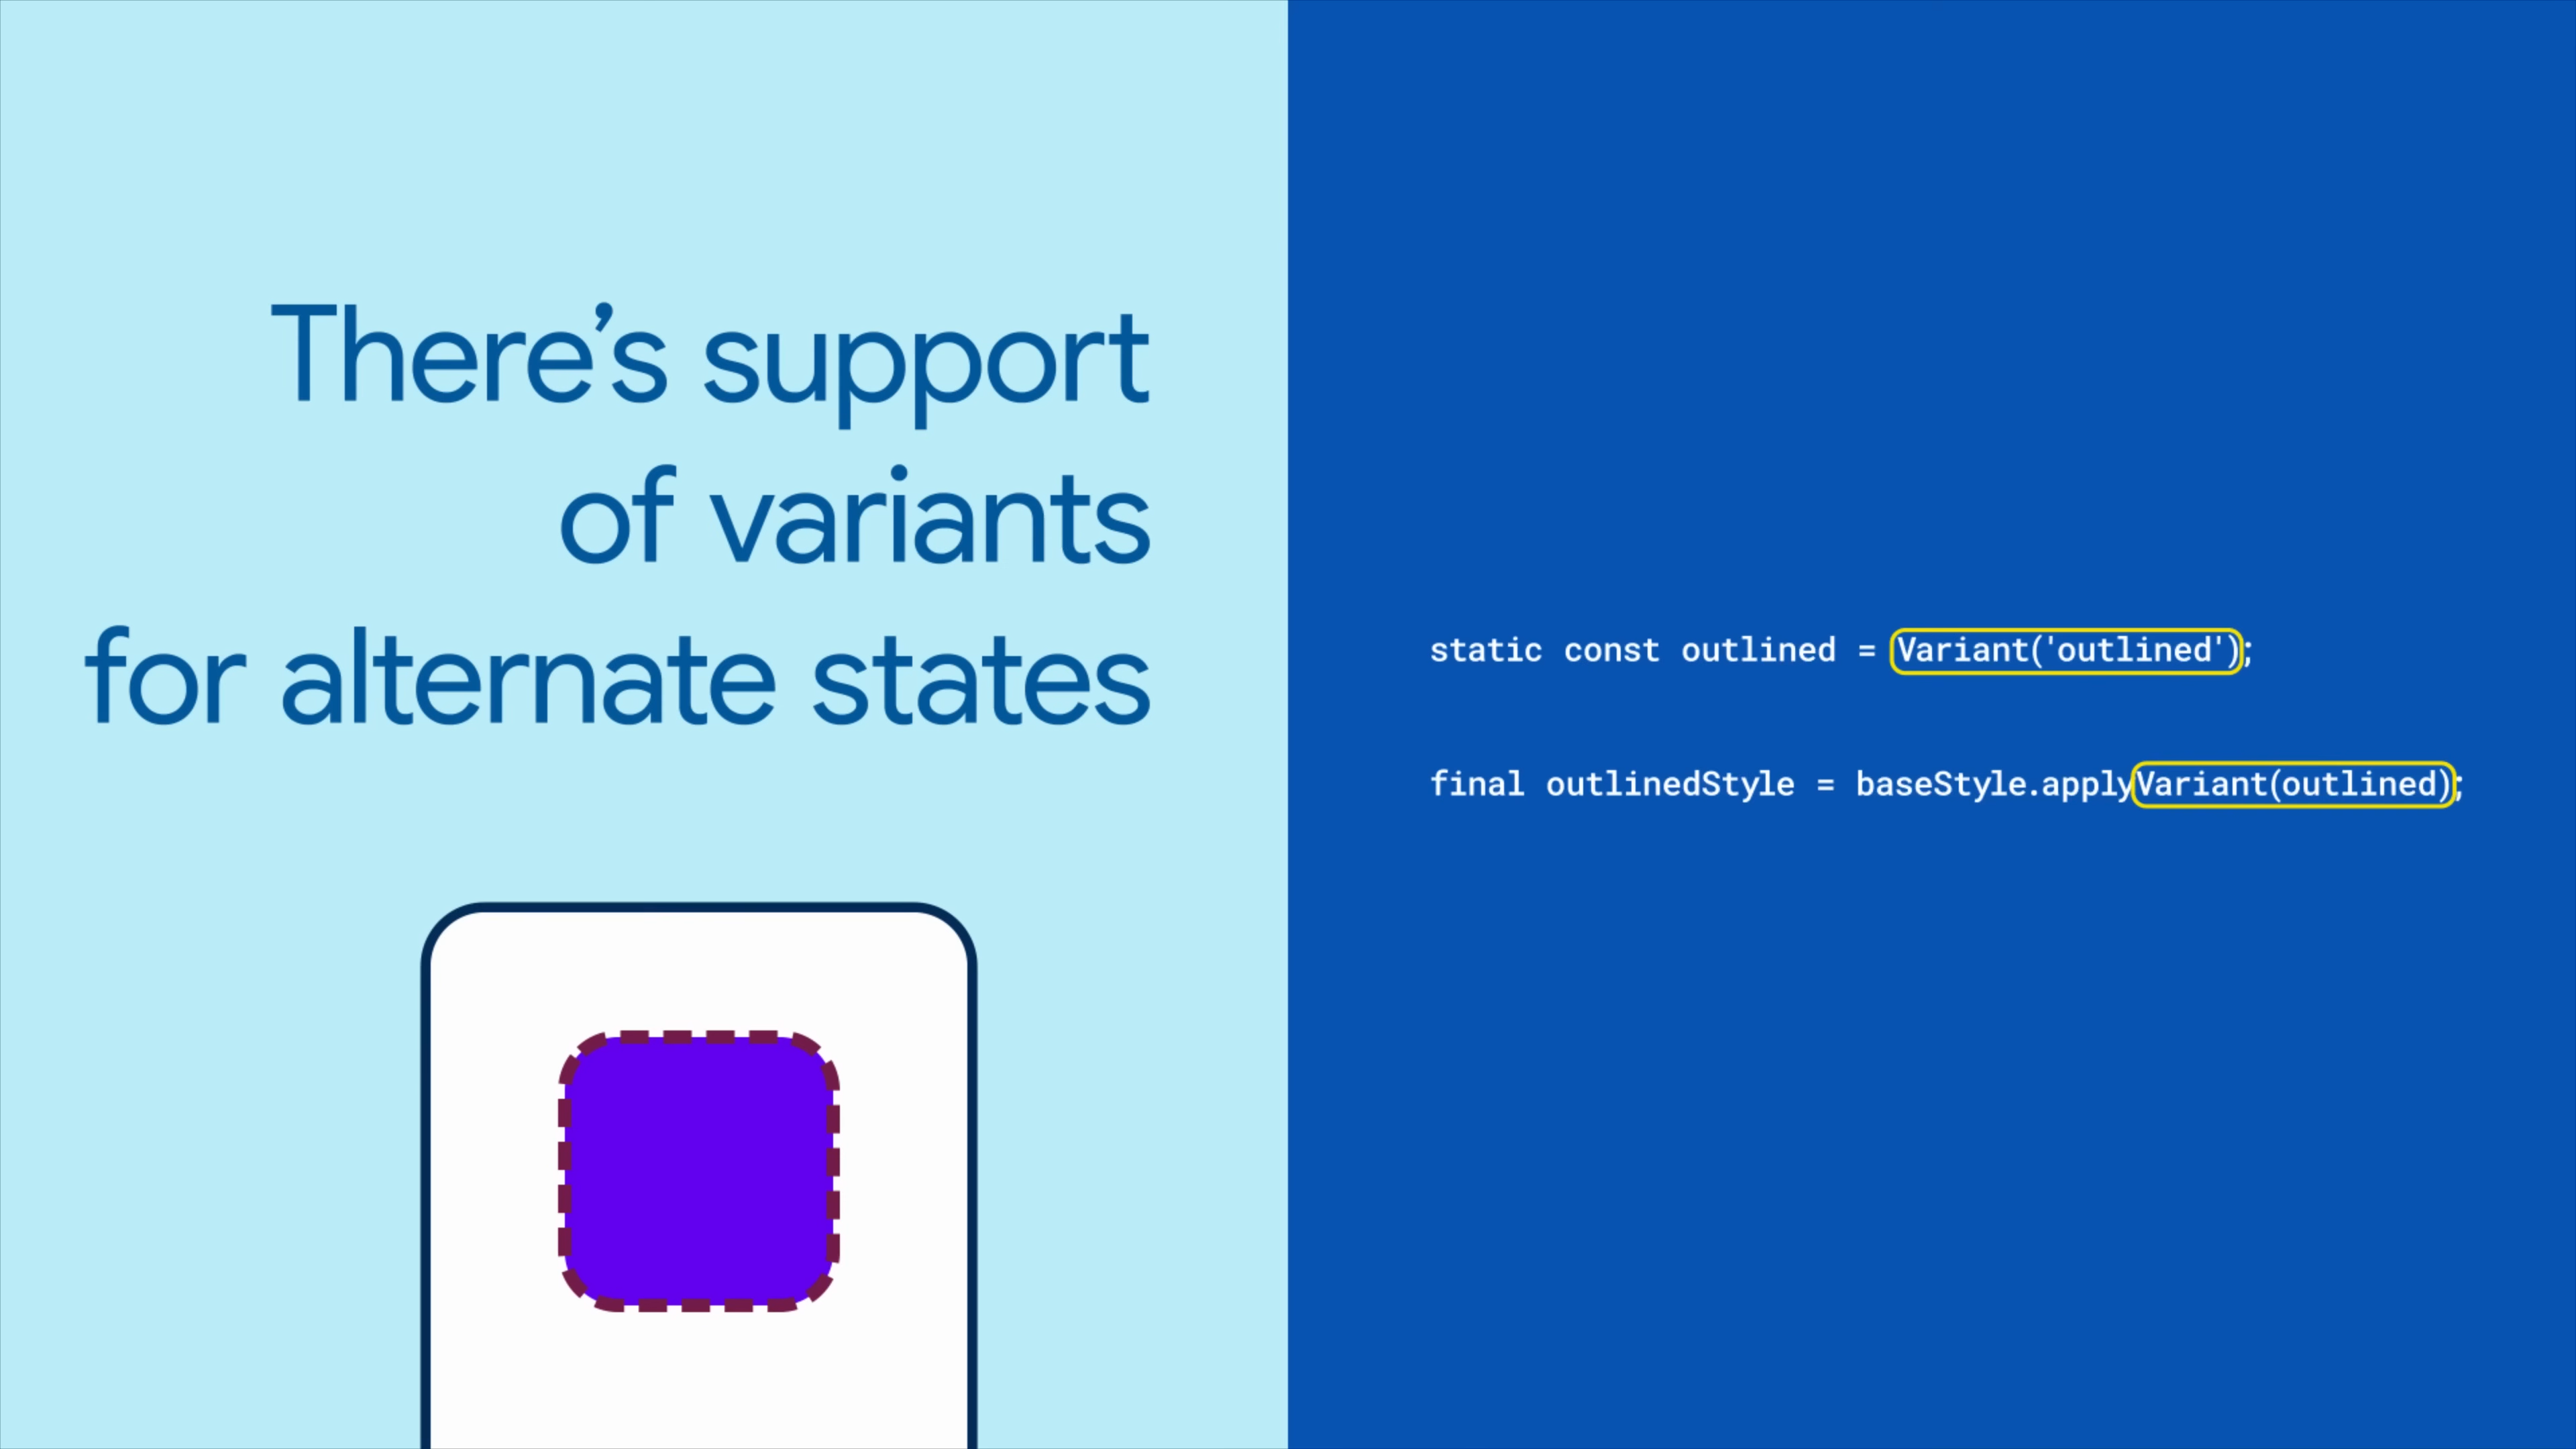 There’s support
of variants
for alternate states
static const outlined = Variant('outlined');
final outlinedStyle = baseStyle.applyVariant(outlined);